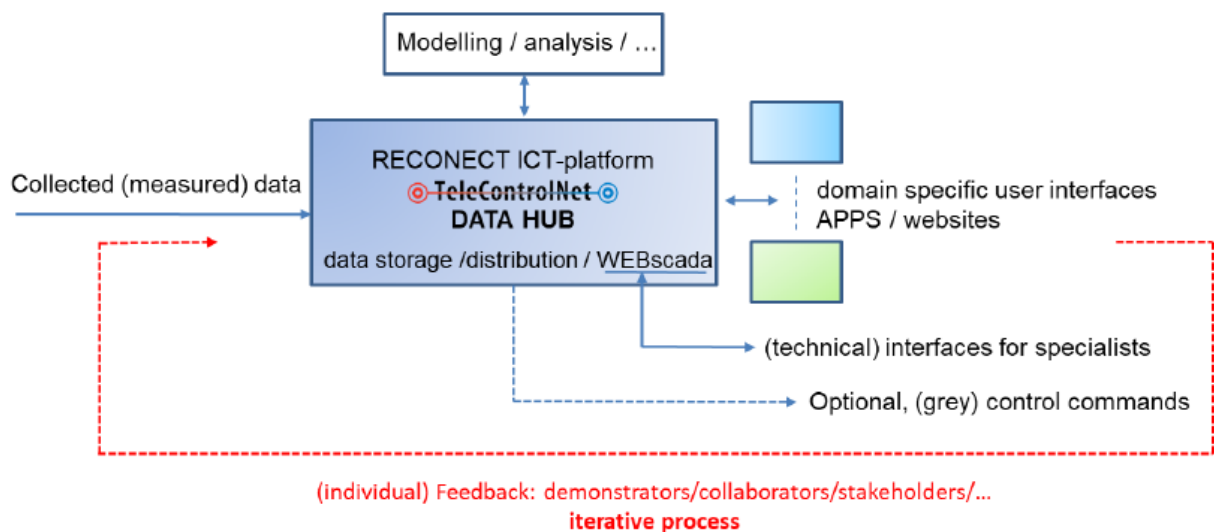 Modelling / analysis / …
RECONECT ICT-platform
Collected (measured) data
TeleControlNet
DATA HUB
domain specific user interfaces
APPS / websites
data storage /distribution / WEBscada
(technical) interfaces for specialists
Optional, (grey) control commands
(individual) Feedback: demonstrators/collaborators/stakeholders/...
iterative process